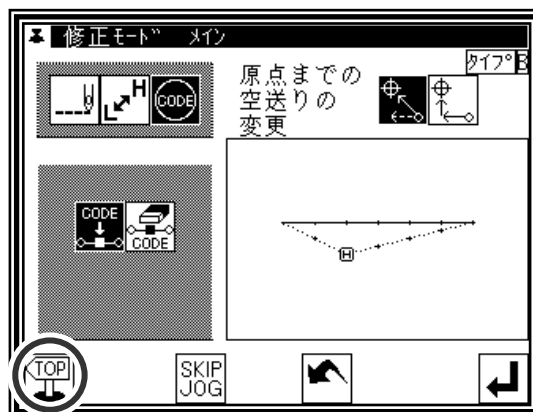 修正ﾓｰﾄﾞ ﾒｲﾝ
ﾀｲﾌﾟB
原点までの
空送りの
変更
L H
CODE
CODE
CODE
H
TOP
SKIP
JOG